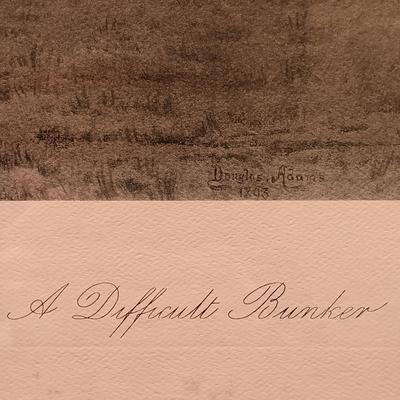 Douglas. Adams
1893
A Difficult Bunker